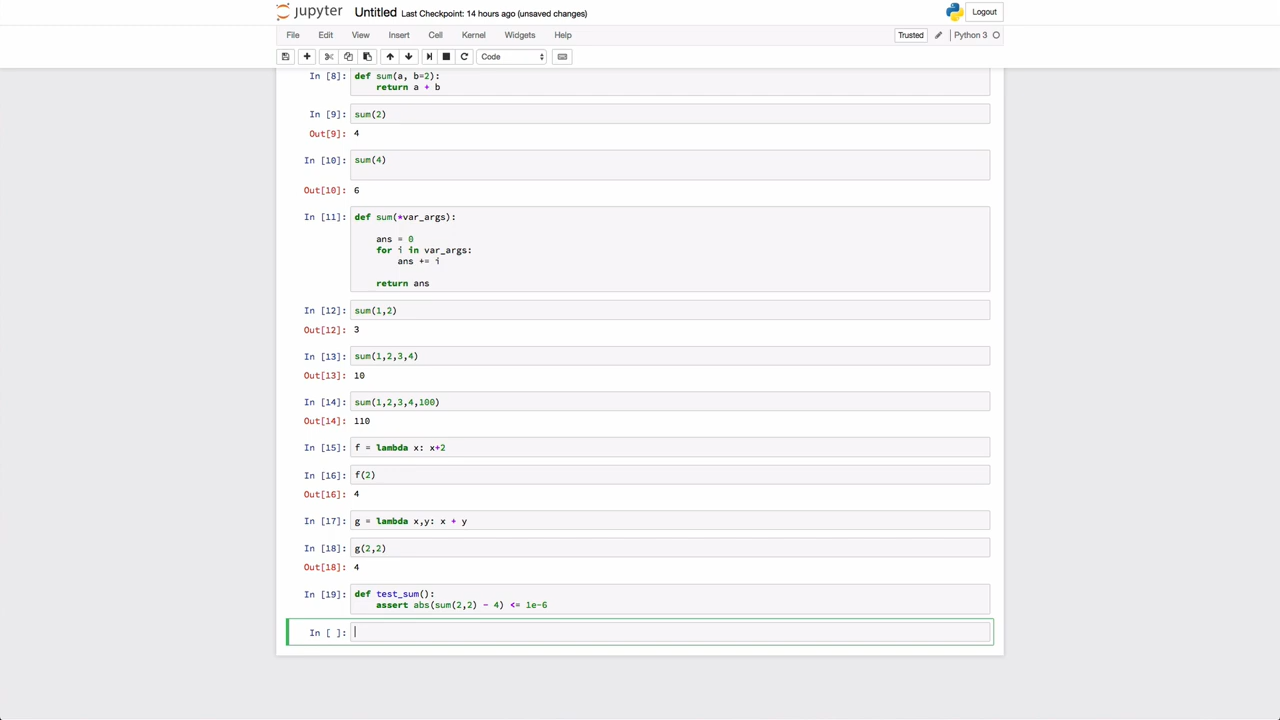 jupyter Untitled Last Checkpoint: 14 hours ago (unsaved changes) Logout
File Edit View Insert Cell Kernel Widgets Help Trusted Python 3
Code
In [8]: def sum(a, b=2):
return a + b
In [9]: sum(2)
Out[9]: 4
In [10]: sum(4)
Out[10]: 6
In [11]: def sum(*var_args):
ans = 0
for i in var_args:
ans += i
return ans
In [12]: sum(1,2)
Out[12]: 3
In [13]: sum(1,2,3,4)
Out[13]: 10
In [14]: sum(1,2,3,4,100)
Out[14]: 110
In [15]: f = lambda x: x+2
In [16]: f(2)
Out[16]: 4
In [17]: g = lambda x,y: x + y
In [18]: g(2,2)
Out[18]: 4
In [19]: def test_sum():
assert abs(sum(2,2) - 4) <= 1e-6
In [ ]: